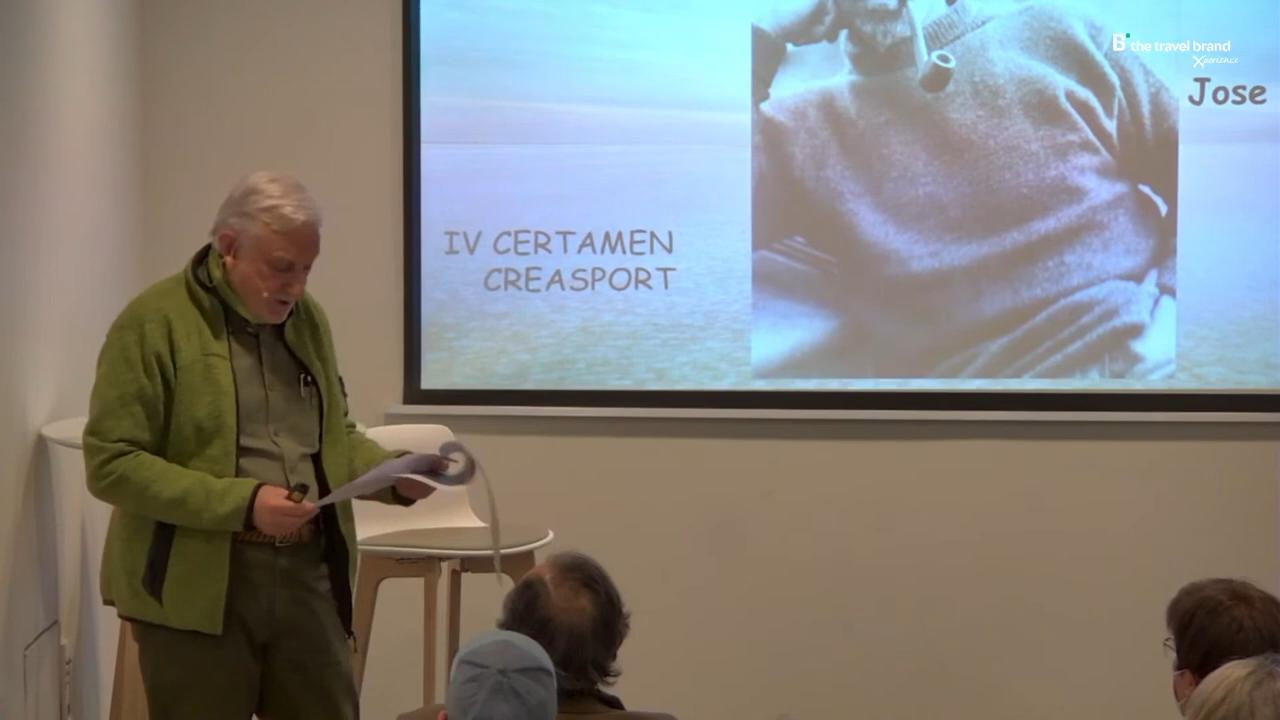 B the travel brand
Xperience
Jose
IV CERTAMEN
CREASPORT